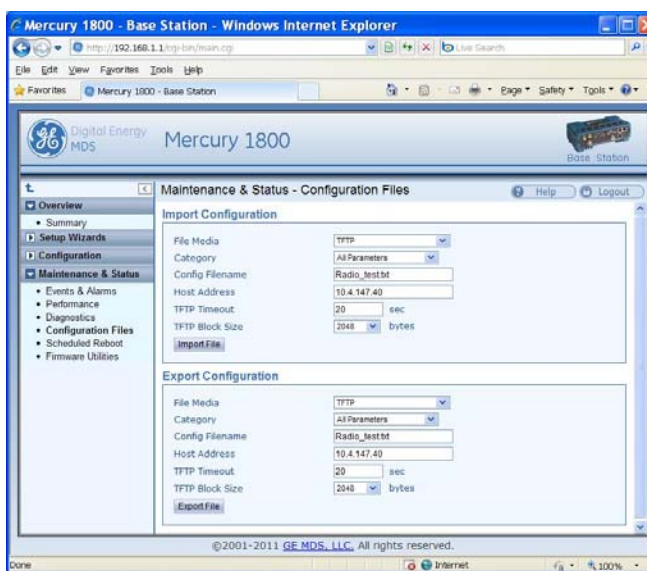 Mercury 1800 - Base Station - Windows Internet Explorer
http://192.168.1.1/cgi-bin/main.cgi
Live Search
File Edit View Favorites Tools Help
Favorites Mercury 1800 - Base Station Page Safety Tools
GE Digital Energy
MDS
Mercury 1800
Base Station
Maintenance & Status - Configuration Files
Help Logout
Overview
• Summary
Setup Wizards
Configuration
Maintenance & Status
• Events & Alarms
• Performance
• Diagnostics
• Configuration Files
• Scheduled Reboot
• Firmware Utilities
Import Configuration
File Media TFTP
Category All Parameters
Config Filename Radio_test.txt
Host Address 10.4.147.40
TFTP Timeout 20 sec
TFTP Block Size 2048 bytes
Import File
Export Configuration
File Media TFTP
Category All Parameters
Config Filename Radio_test.txt
Host Address 10.4.147.40
TFTP Timeout 20 sec
TFTP Block Size 2048 bytes
Export File
©2001-2011 GE MDS, LLC. All rights reserved.
Done Internet 100%